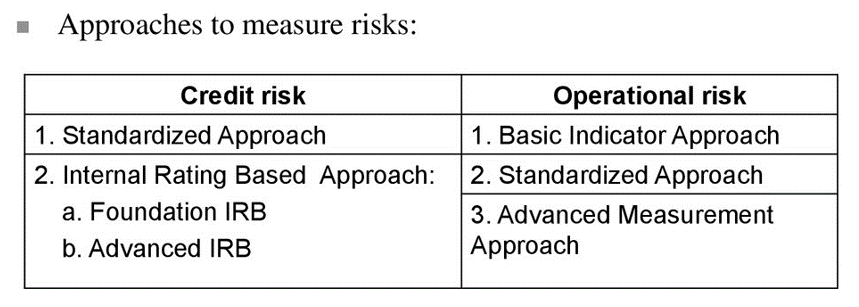 Approaches to measure risks:
Credit risk
Operational risk
1. Standardized Approach
1. Basic Indicator Approach
2. Internal Rating Based Approach:
2. Standardized Approach
a. Foundation IRB
3. Advanced Measurement
b. Advanced IRB
Approach